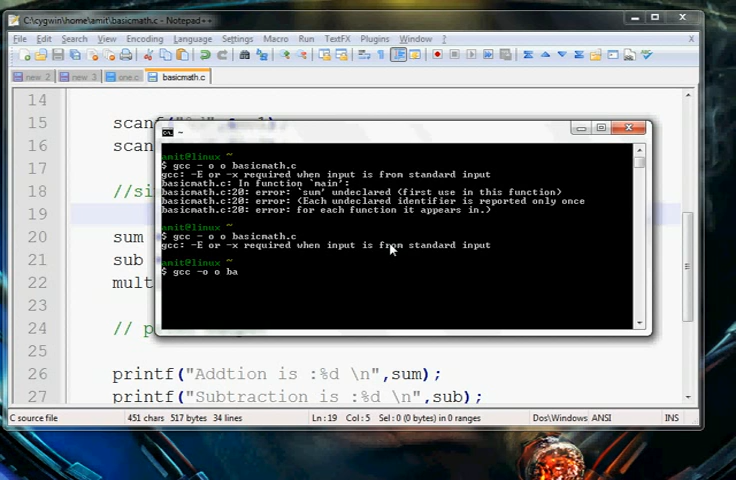 C:\cygwin\home\amit\basicmath.c - Notepad++
File Edit Search View Encoding Language Settings Macro Run TextFX Plugins Window ? X
new 2 new 3 one.c basicmath.c
14
15 scanf
16 scan
17
18 //si
19
20 sum
21 sub
22 mult
23
24 // p
25
26 printf("Addtion is :%d \n",sum);
27 printf("Subtraction is :%d \n",sub);
~
amit@linux ~
$ gcc - o o basicmath.c
gcc: -E or -x required when input is from standard input
basicmath.c: In function `main':
basicmath.c:20: error: `sum' undeclared (first use in this function)
basicmath.c:20: error: (Each undeclared identifier is reported only once
basicmath.c:20: error: for each function it appears in.)
amit@linux ~
$ gcc - o o basicmath.c
gcc: -E or -x required when input is from standard input
amit@linux ~
$ gcc -o o ba
C source file 451 chars 517 bytes 34 lines Ln:19 Col:5 Sel:0 (0 bytes) in 0 ranges Dos\Windows ANSI INS